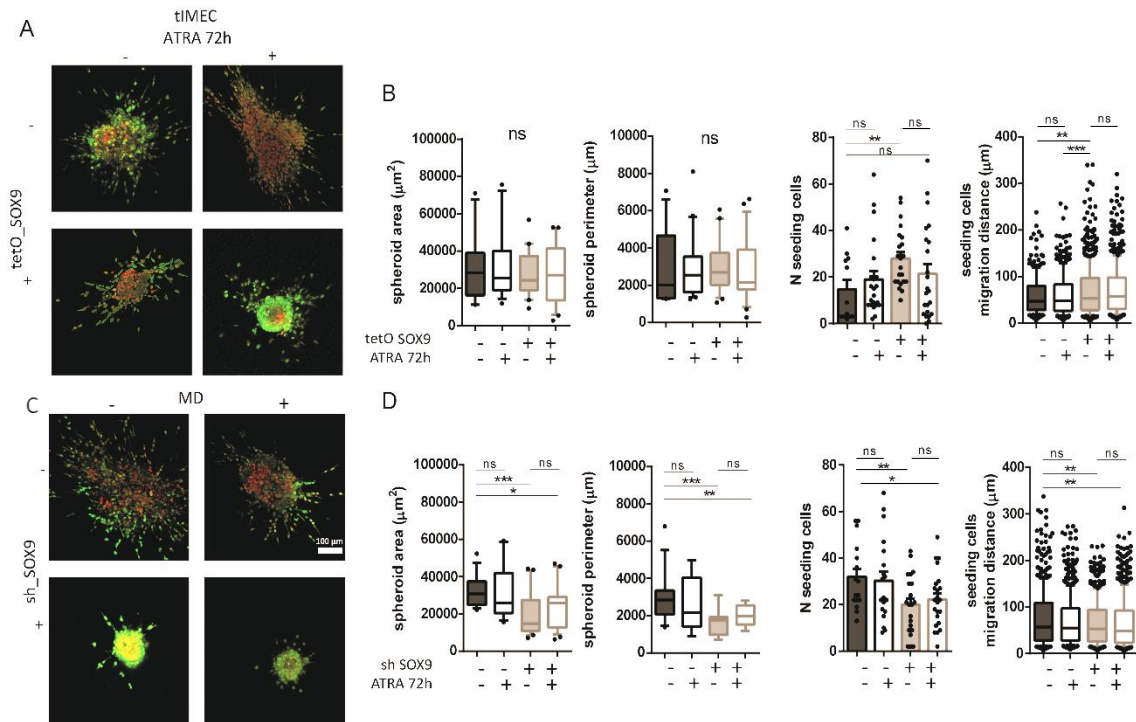 A
tIMEC
ATRA 72h
- +
-
tetO_SOX9
+
B
ns
spheroid area (μm²)
100000
80000
60000
40000
20000
0
ns
spheroid perimeter (μm)
10000
8000
6000
4000
2000
0
ns ns
**
ns
N seeding cells
80
60
40
20
0
ns ns
**
***
seeding cells
migration distance (μm)
400
300
200
100
0
tetO SOX9 - - + +
ATRA 72h - + - +
- - + +
- + - +
- - + +
- + - +
- - + +
- + - +
C
MD
- +
-
100 μm
sh_SOX9
+
D
ns ns
***
*
spheroid area (μm²)
100000
80000
60000
40000
20000
0
ns ns
***
**
spheroid perimeter (μm)
10000
8000
6000
4000
2000
0
ns ns
**
*
N seeding cells
80
60
40
20
0
ns ns
**
**
seeding cells
migration distance (μm)
400
300
200
100
0
sh SOX9 - - + +
ATRA 72h - + - +
- - + +
- + - +
- - + +
- + - +
- - + +
- + - +